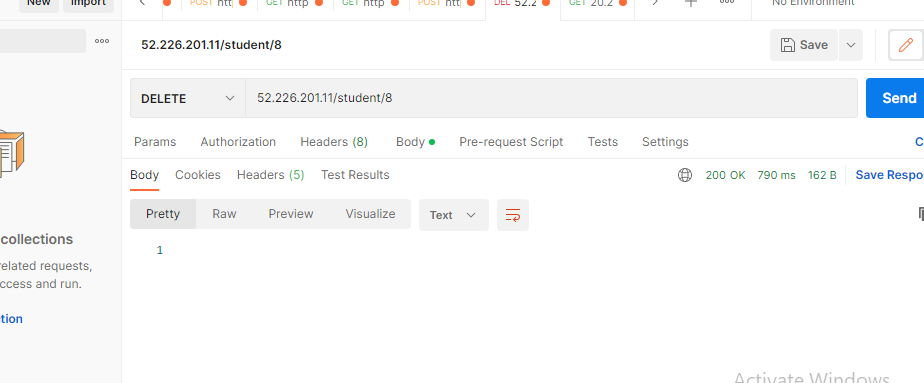 New Import
POST htt GET http GET http POST htt DEL 52.2 GET 20.2 No Environment
52.226.201.11/student/8 Save
DELETE 52.226.201.11/student/8 Send
Params Authorization Headers (8) Body Pre-request Script Tests Settings C
Body Cookies Headers (5) Test Results 200 OK 790 ms 162 B Save Respo
Pretty Raw Preview Visualize Text
1
collections
related requests,
ccess and run.
tion
Activate Windows